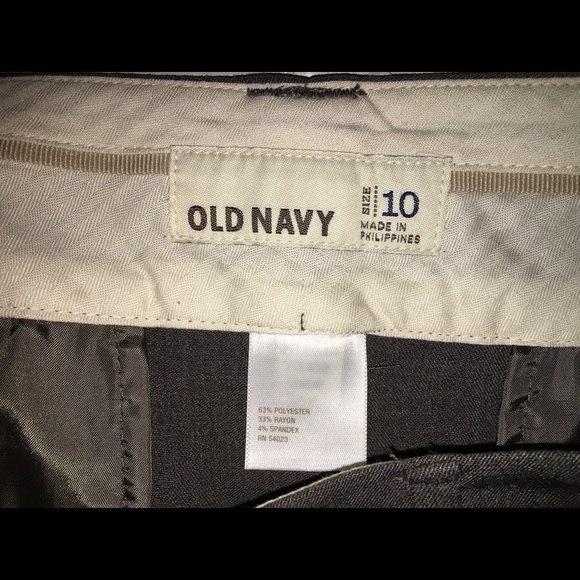 OLD NAVY
SIZE 10
MADE IN
PHILIPPINES
63% POLYESTER
33% RAYON
4% SPANDEX
RN 54023